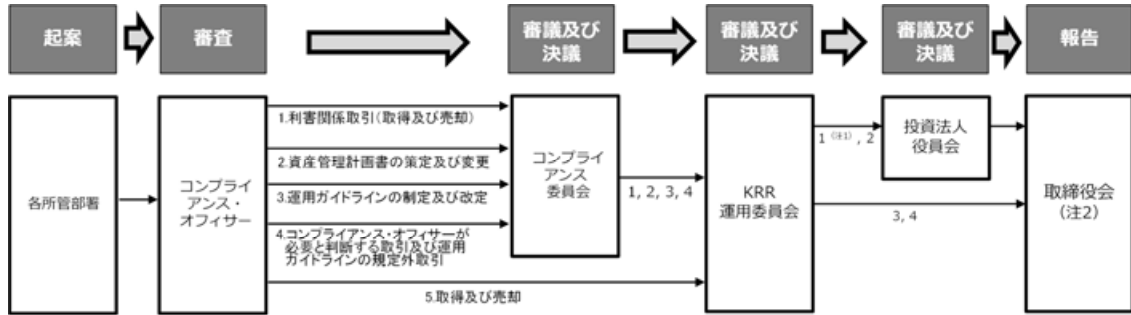 起案
審査
審議及び
決議
審議及び
決議
審議及び
決議
報告
各所管部署
コンプライ
アンス・
オフィサー
1.利害関係取引(取得及び売却)
2.資産管理計画書の策定及び変更
3.運用ガイドラインの制定及び改定
4.コンプライアンス・オフィサーが
必要と判断する取引及び運用
ガイドラインの規定外取引
5.取得及び売却
コンプライ
アンス
委員会
1, 2, 3, 4
KRR
運用委員会
1 (注1) , 2
3, 4
投資法人
役員会
取締役会
(注2)